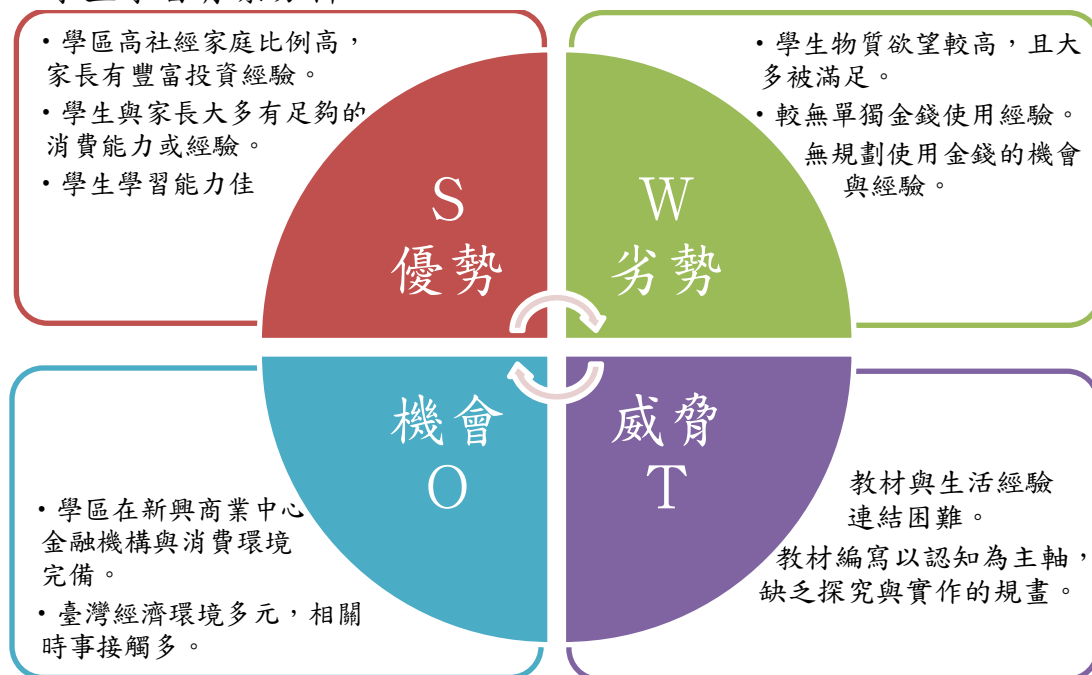 ・學區高社經家庭比例高，
家長有豐富投資經驗。
・學生與家長大多有足夠的
消費能力或經驗。
・學生學習能力佳
S
優勢
・學生物質欲望較高，且大
多被滿足。
・較無單獨金錢使用經驗。
無規劃使用金錢的機會
與經驗。
W
劣勢
機會
O
・學區在新興商業中心
金融機構與消費環境
完備。
・臺灣經濟環境多元，相關
時事接觸多。
威脅
T
教材與生活經驗
連結困難。
教材編寫以認知為主軸，
缺乏探究與實作的規畫。